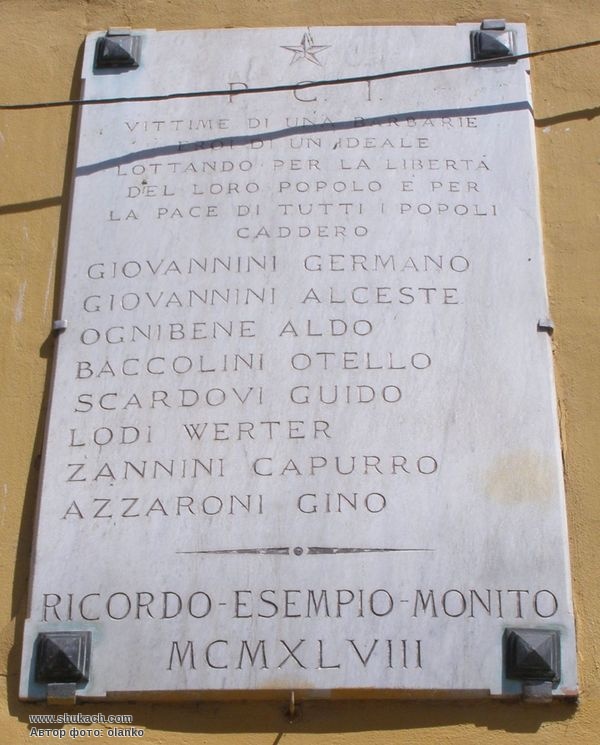 P. C. I.
VITTIME DI UNA BARBARIE
EROI DI UN IDEALE
LOTTANDO PER LA LIBERTÀ
DEL LORO POPOLO E PER
LA PACE DI TUTTI I POPOLI
CADDERO
GIOVANNINI GERMANO
GIOVANNINI ALCESTE
OGNIBENE ALDO
BACCOLINI OTELLO
SCARDOVI GUIDO
LODI WERTER
ZANNINI CAPURRO
AZZARONI GINO
RICORDO-ESEMPIO-MONITO
MCMXLVIII
www.shukach.com
Автор фото: olanko